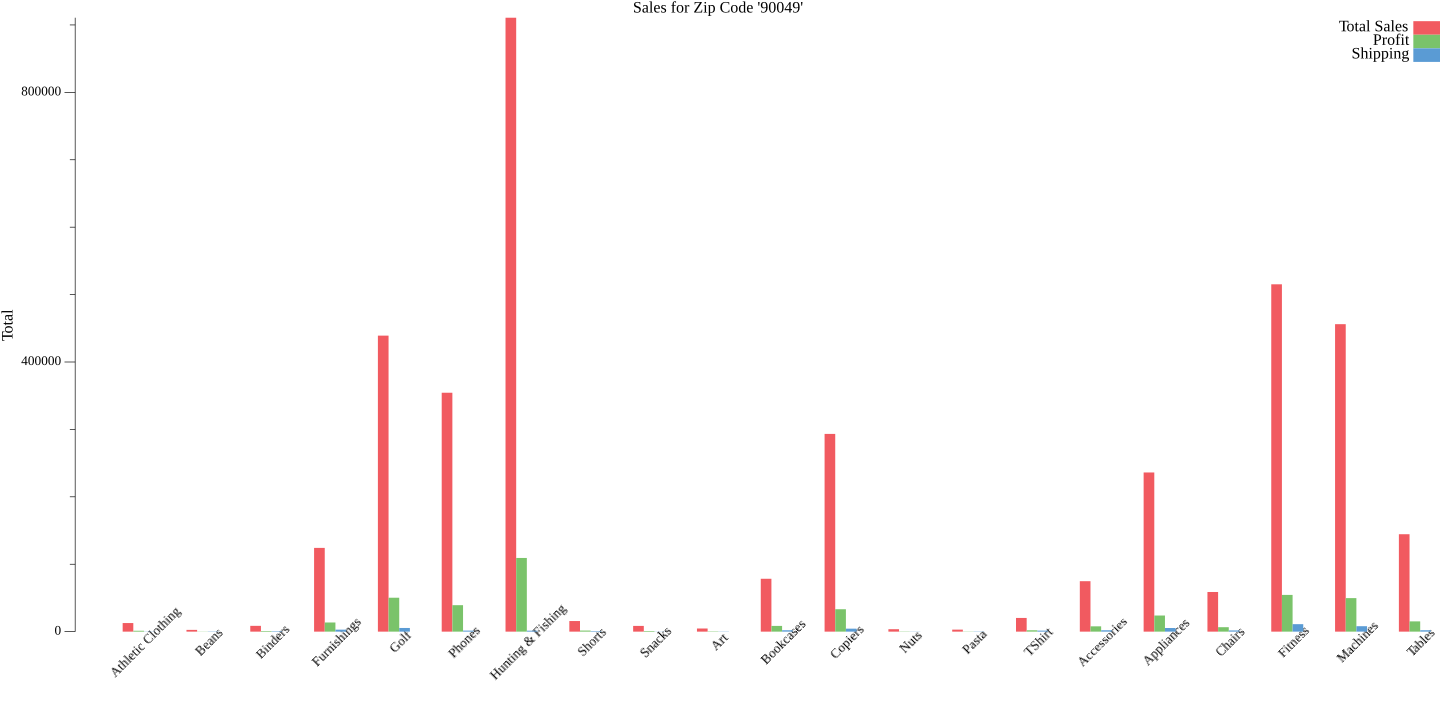 Sales for Zip Code '90049'
Total Sales
Profit
Shipping
800000
400000
0
Total
Athletic Clothing
Beans
Binders
Furnishings
Golf
Phones
Hunting & Fishing
Shorts
Snacks
Art
Bookcases
Copiers
Nuts
Pasta
TShirt
Accessories
Appliances
Chairs
Fitness
Machines
Tables